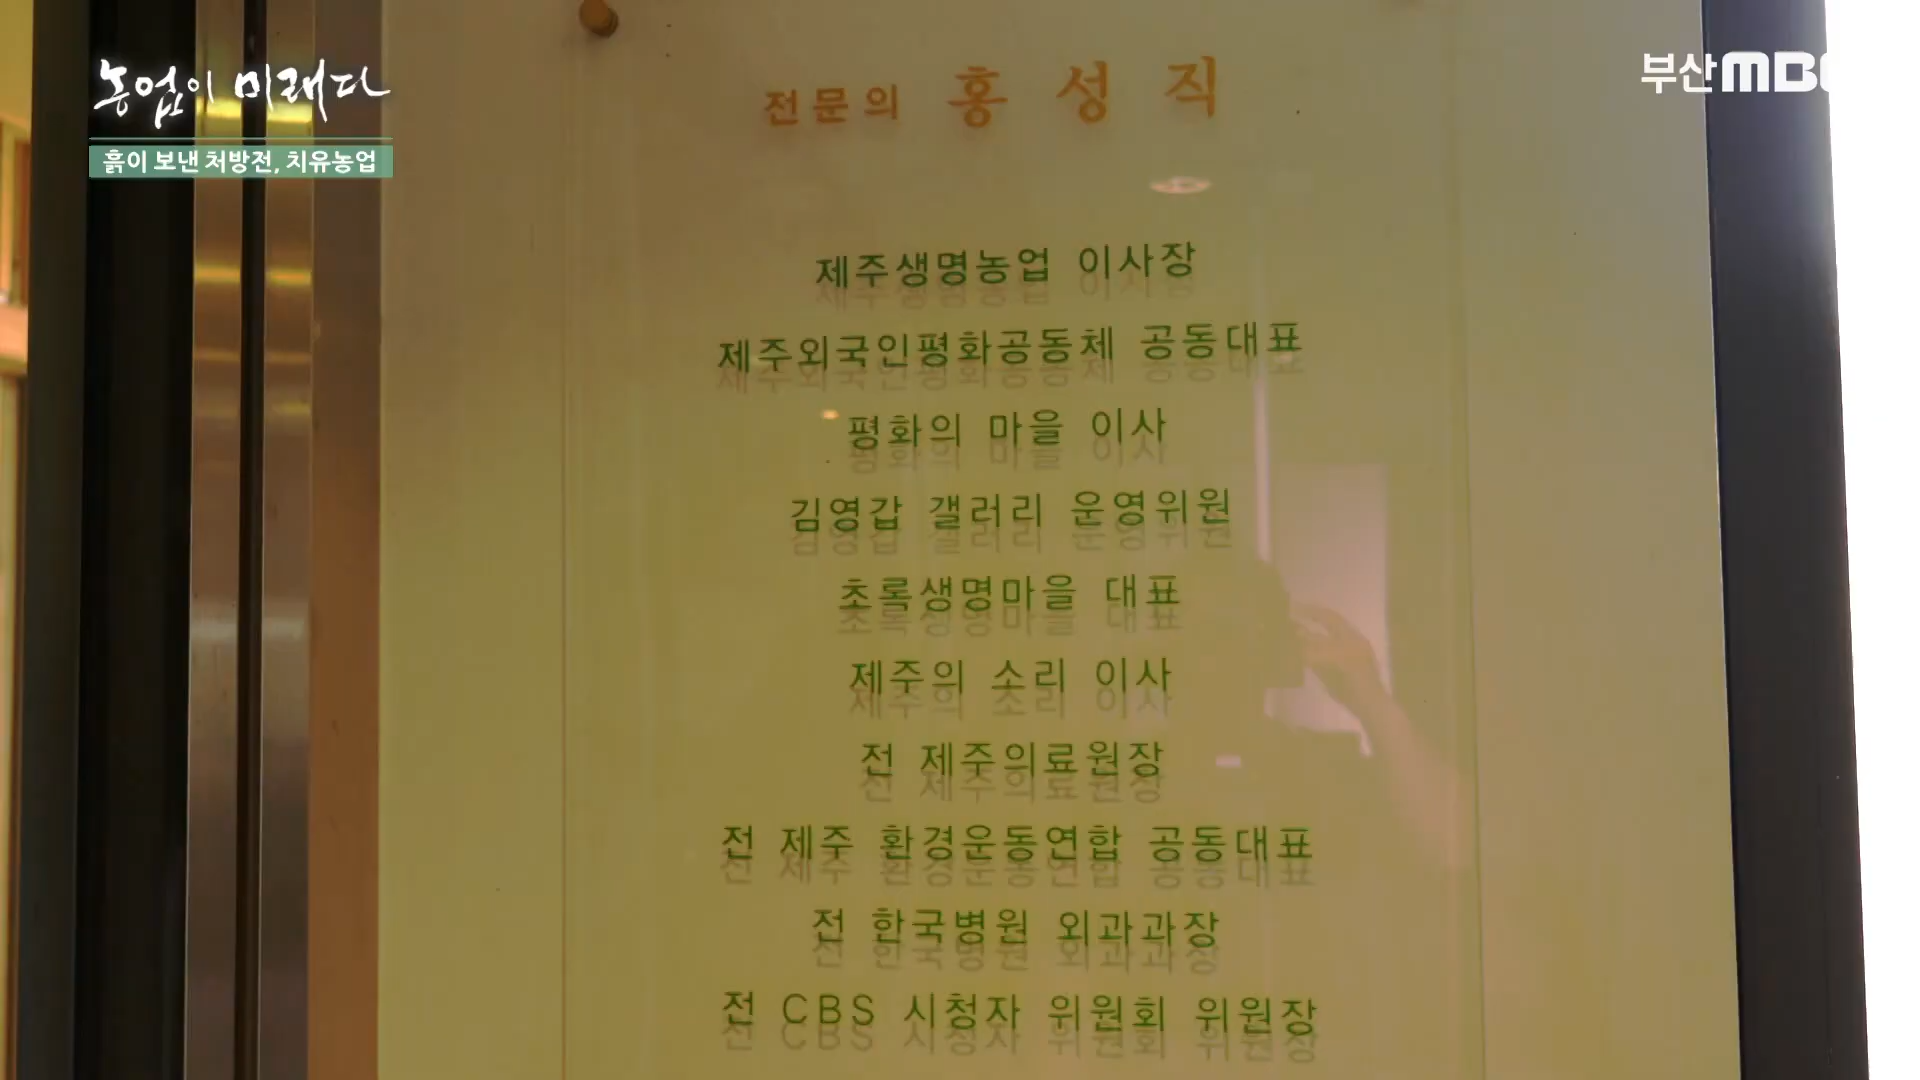 농업이 미래다
흙이 보낸 처방전, 치유농업
부산MBC
전문의 홍성직
제주생명농업 이사장
제주외국인평화공동체 공동대표
평화의 마을 이사
김영갑 갤러리 운영위원
초록생명마을 대표
제주의 소리 이사
전 제주의료원장
전 제주 환경운동연합 공동대표
전 한국병원 외과과장
전 CBS 시청자 위원회 위원장